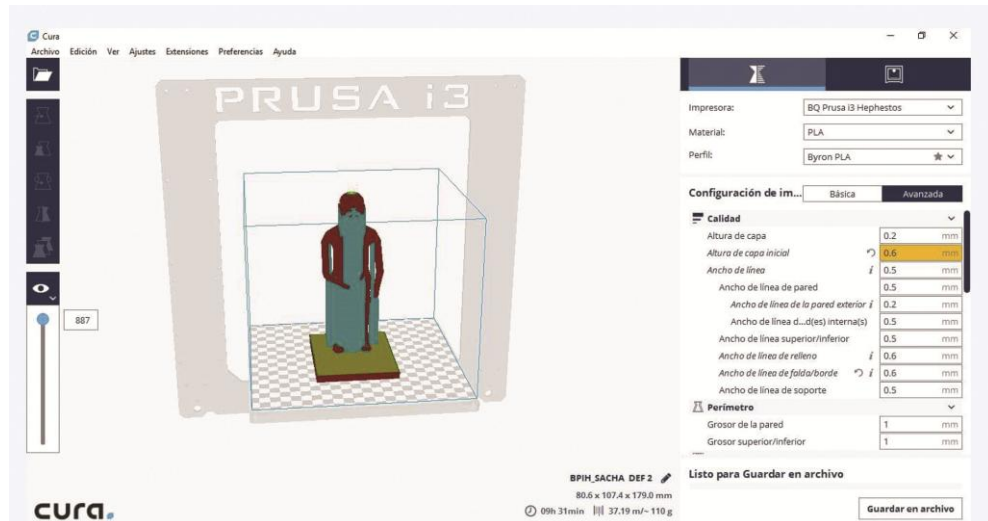 Cura
Archivo Edición Ver Ajustes Extensiones Preferencias Ayuda
PRUSA i3
887
Impresora: BQ Prusa i3 Hephestos
Material: PLA
Perfil: Byron PLA
Configuración de im... Básica Avanzada
Calidad
Altura de capa 0.2 mm
Altura de capa inicial 0.6 mm
Ancho de línea i 0.5 mm
Ancho de línea de pared 0.5 mm
Ancho de línea de la pared exterior i 0.2 mm
Ancho de línea d...d(es) interna(s) 0.5 mm
Ancho de línea superior/inferior 0.5 mm
Ancho de línea de relleno i 0.6 mm
Ancho de línea de falda/borde i 0.6 mm
Ancho de línea de soporte 0.5 mm
Perímetro
Grosor de la pared 1 mm
Grosor superior/inferior 1 mm
BPIH_SACHA DEF 2
80.6 x 107.4 x 179.0 mm
09h 31min 37.19 m/~ 110 g
Listo para Guardar en archivo
Guardar en archivo
cura.